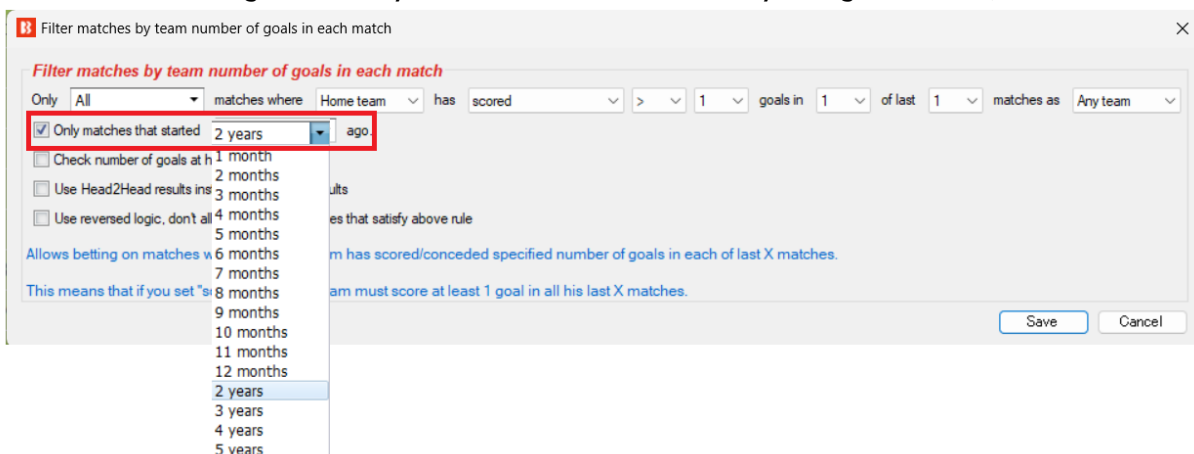 Filter matches by team number of goals in each match
Filter matches by team number of goals in each match
Only All matches where Home team has scored > 1 goals in 1 of last 1 matches as Any team
Only matches that started 2 years ago.
Check number of goals at h
1 month
2 months
Use Head2Head results ins ults
3 months
4 months
Use reversed logic, don't all es that satisfy above rule
5 months
Allows betting on matches w m has scored/conceded specified number of goals in each of last X matches.
6 months
7 months
This means that if you set "s am must score at least 1 goal in all his last X matches.
8 months
9 months
Save Cancel
10 months
11 months
12 months
2 years
3 years
4 years
5 years